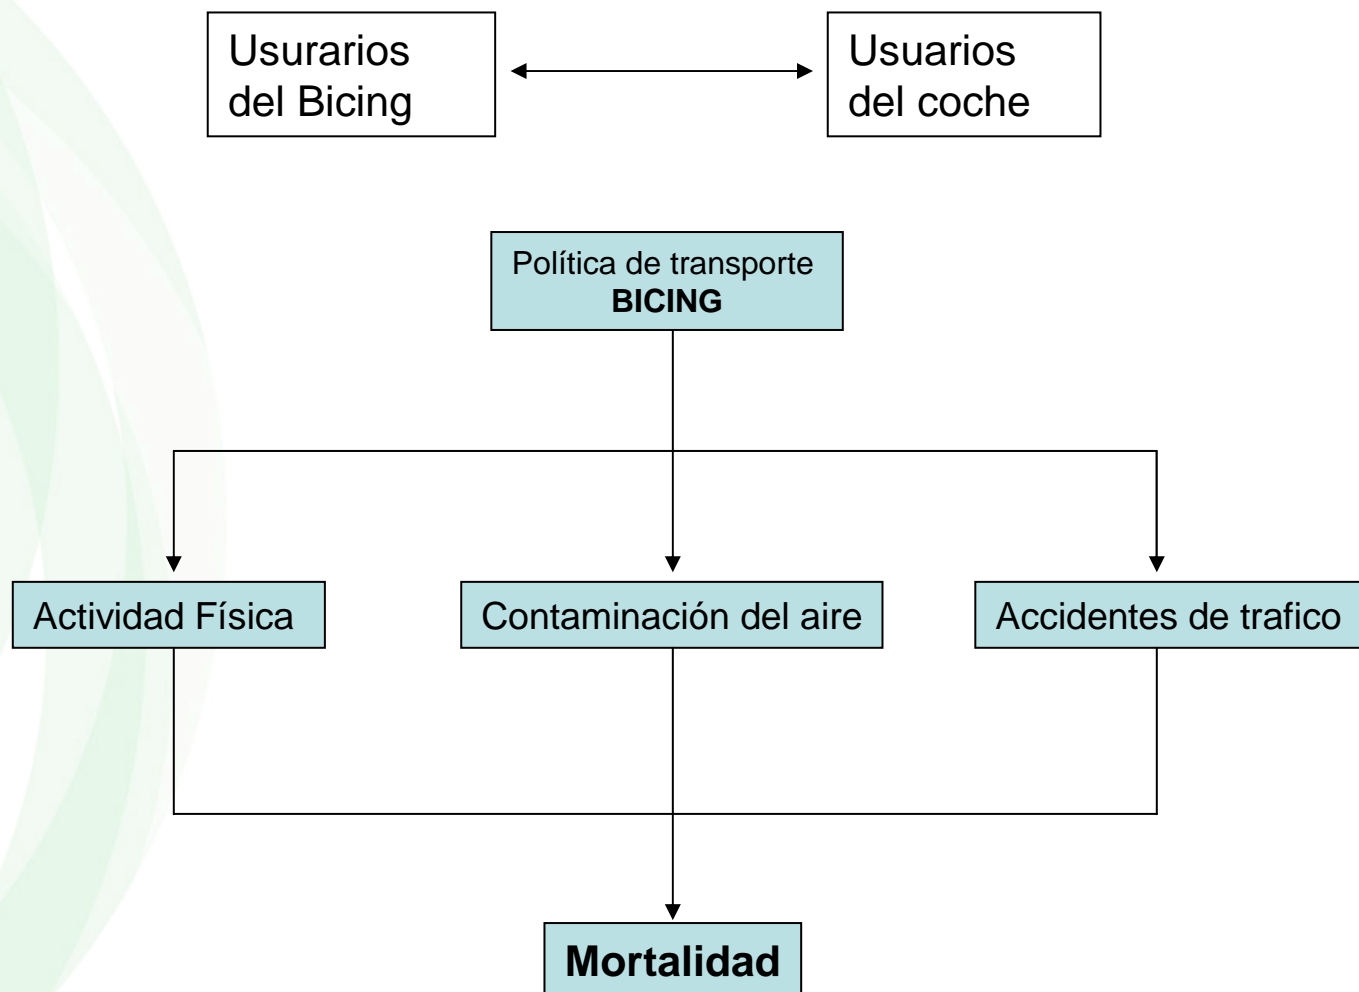 Usurarios
del Bicing
Usuarios
del coche
Política de transporte
BICING
Actividad Física
Contaminación del aire
Accidentes de trafico
Mortalidad